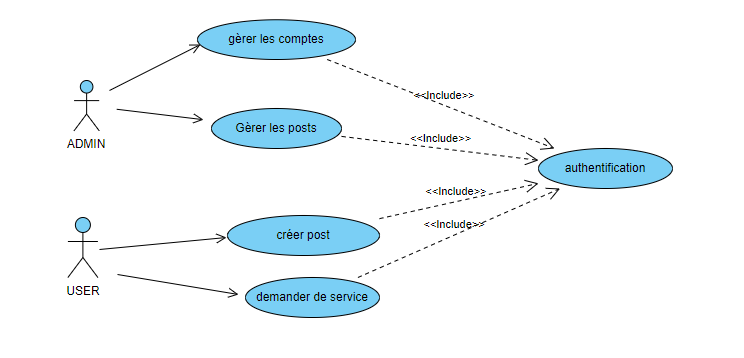 gèrer les comptes
<<Include>>
ADMIN
Gèrer les posts
<<Include>>
authentification
<<Include>>
créer post
<<Include>>
USER
demander de service